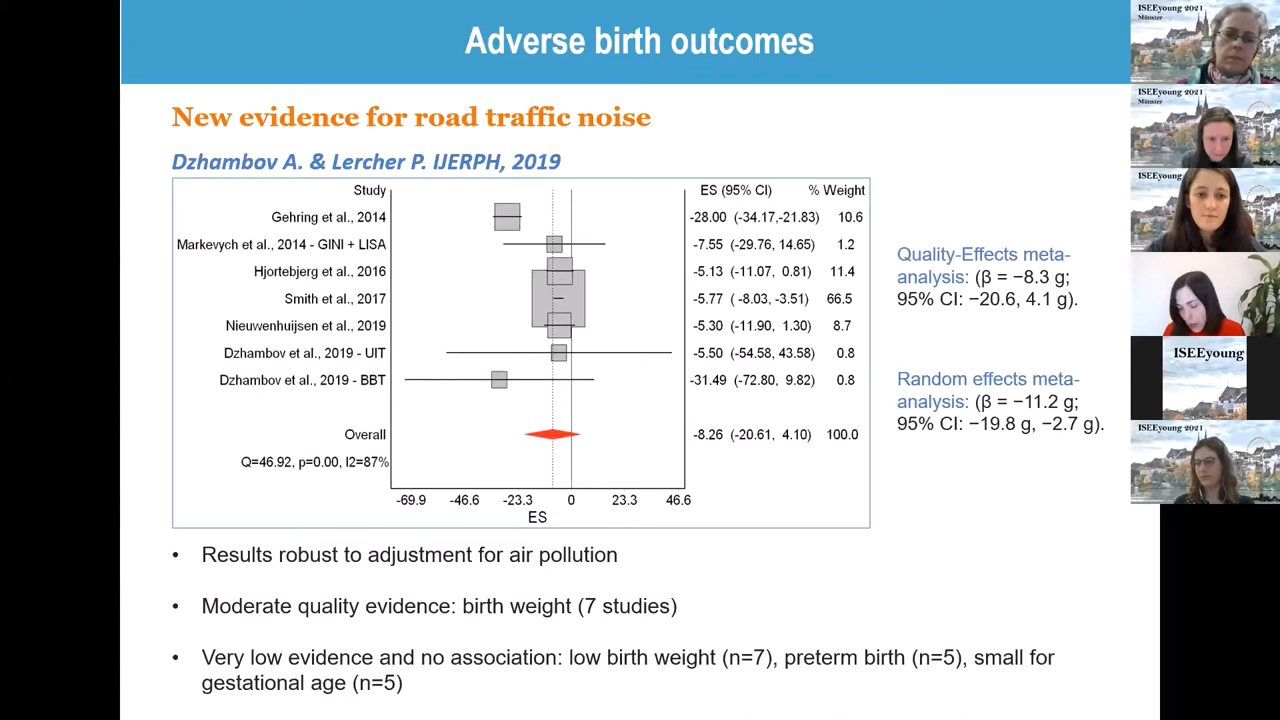 Adverse birth outcomes
New evidence for road traffic noise
Dzhambov A. & Lercher P. IJERPH, 2019
Study ES (95% CI) % Weight
Gehring et al., 2014 -28.00 (-34.17,-21.83) 10.6
Markevych et al., 2014 - GINI + LISA -7.55 (-29.76, 14.65) 1.2
Hjortebjerg et al., 2016 -5.13 (-11.07, 0.81) 11.4
Smith et al., 2017 -5.77 ( -8.03, -3.51) 66.5
Nieuwenhuijsen et al., 2019 -5.30 (-11.90, 1.30) 8.7
Dzhambov et al., 2019 - UIT -5.50 (-54.58, 43.58) 0.8
Dzhambov et al., 2019 - BBT -31.49 (-72.80, 9.82) 0.8
Overall -8.26 (-20.61, 4.10) 100.0
Q=46.92, p=0.00, I2=87%
-69.9 -46.6 -23.3 0 23.3 46.6
ES
Quality-Effects meta-
analysis: (β = −8.3 g;
95% CI: −20.6, 4.1 g).
Random effects meta-
analysis: (β = −11.2 g;
95% CI: −19.8 g, −2.7 g).
• Results robust to adjustment for air pollution
• Moderate quality evidence: birth weight (7 studies)
• Very low evidence and no association: low birth weight (n=7), preterm birth (n=5), small for
gestational age (n=5)
ISEEyoung 2021
Münster
ISEEyoung 2021
Münster
ISEEyoung
ISEEyoung
ISEEyoung 2021